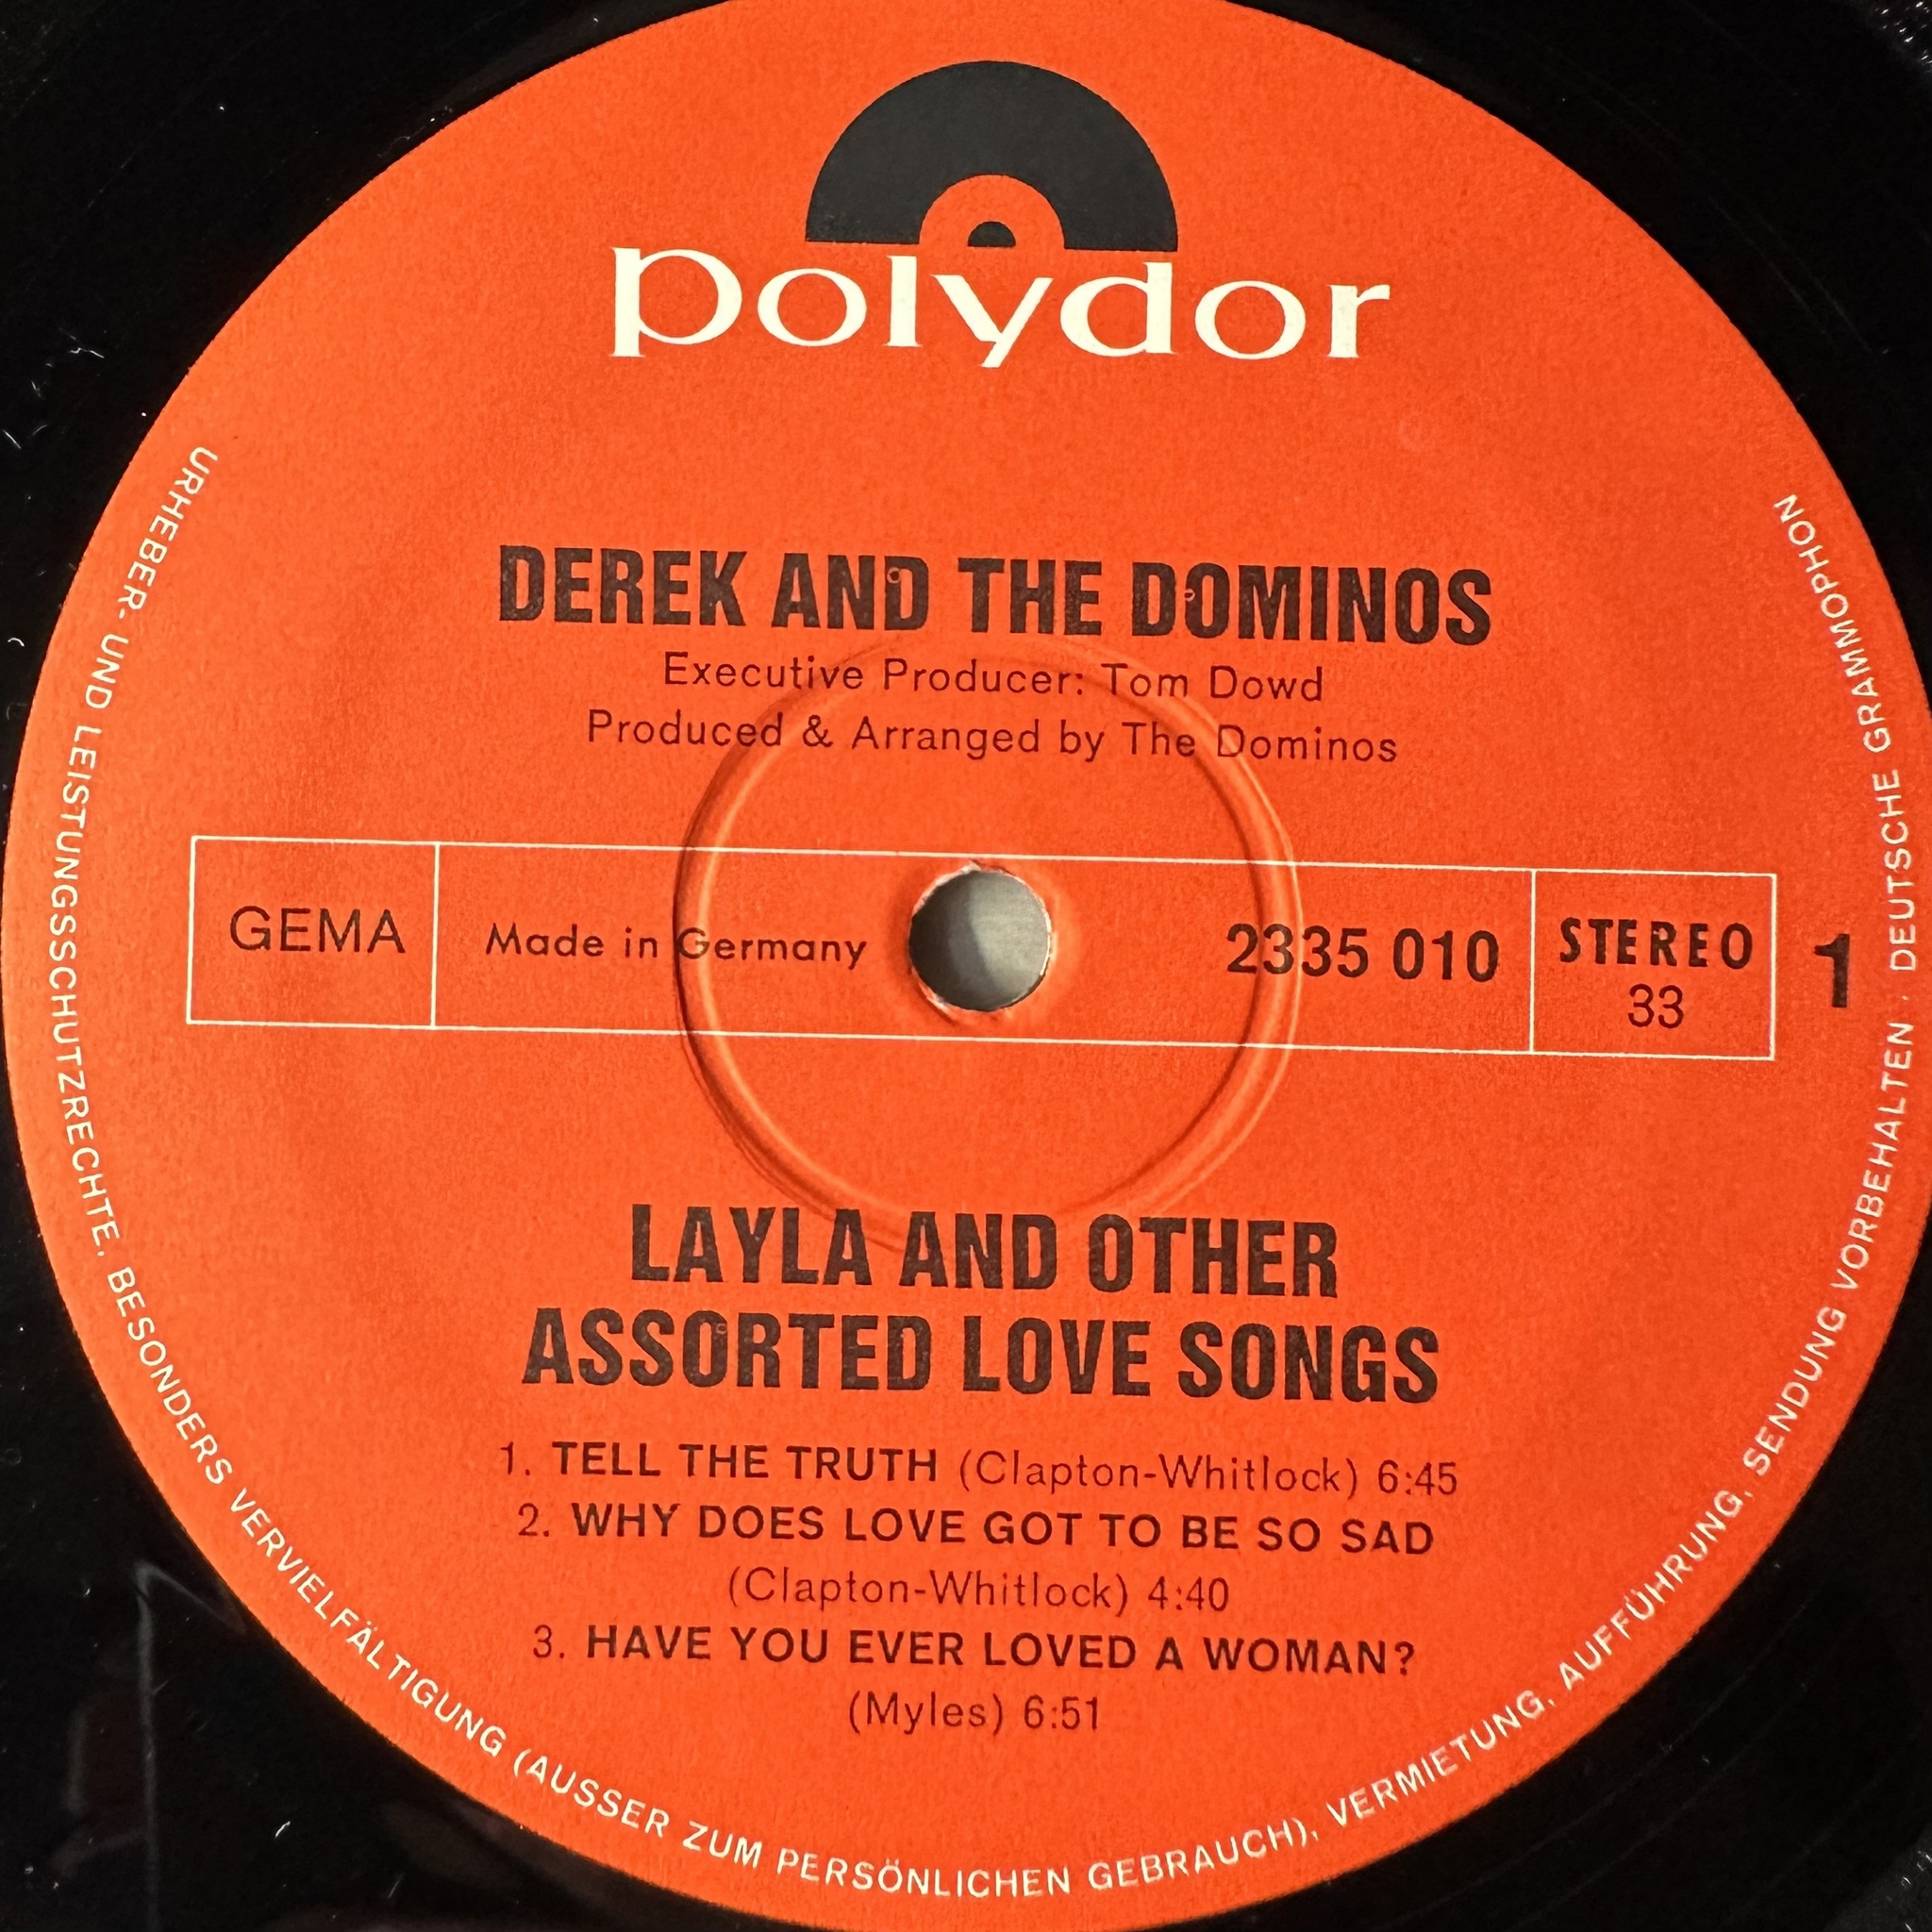 polydor
DEREK AND THE DOMINOS
Executive Producer: Tom Dowd
Produced & Arranged by The Dominos
GEMA
Made in Germany
2335 010
STEREO
33
1
LAYLA AND OTHER
ASSORTED LOVE SONGS
1. TELL THE TRUTH (Clapton-Whitlock) 6:45
2. WHY DOES LOVE GOT TO BE SO SAD
(Clapton-Whitlock) 4:40
3. HAVE YOU EVER LOVED A WOMAN?
(Myles) 6:51
URHEBER- UND LEISTUNGSSCHUTZRECHTE, BESONDERS VERVIELFÄLTIGUNG (AUSSER ZUM PERSÖNLICHEN GEBRAUCH), VERMIETUNG, AUFFÜHRUNG, SENDUNG VORBEHALTEN . DEUTSCHE GRAMMOPHON